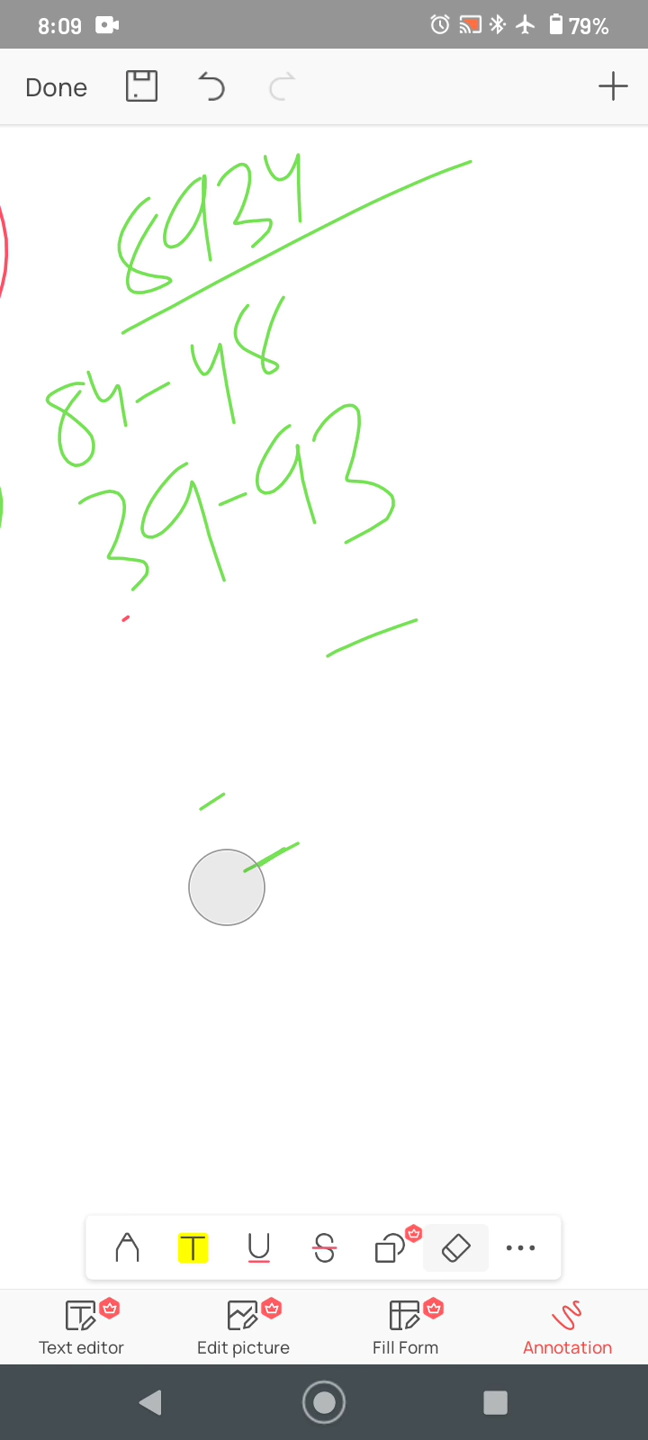 8:09 79%
Done
8934
84-48
39-93
T U S
Text editor Edit picture Fill Form Annotation